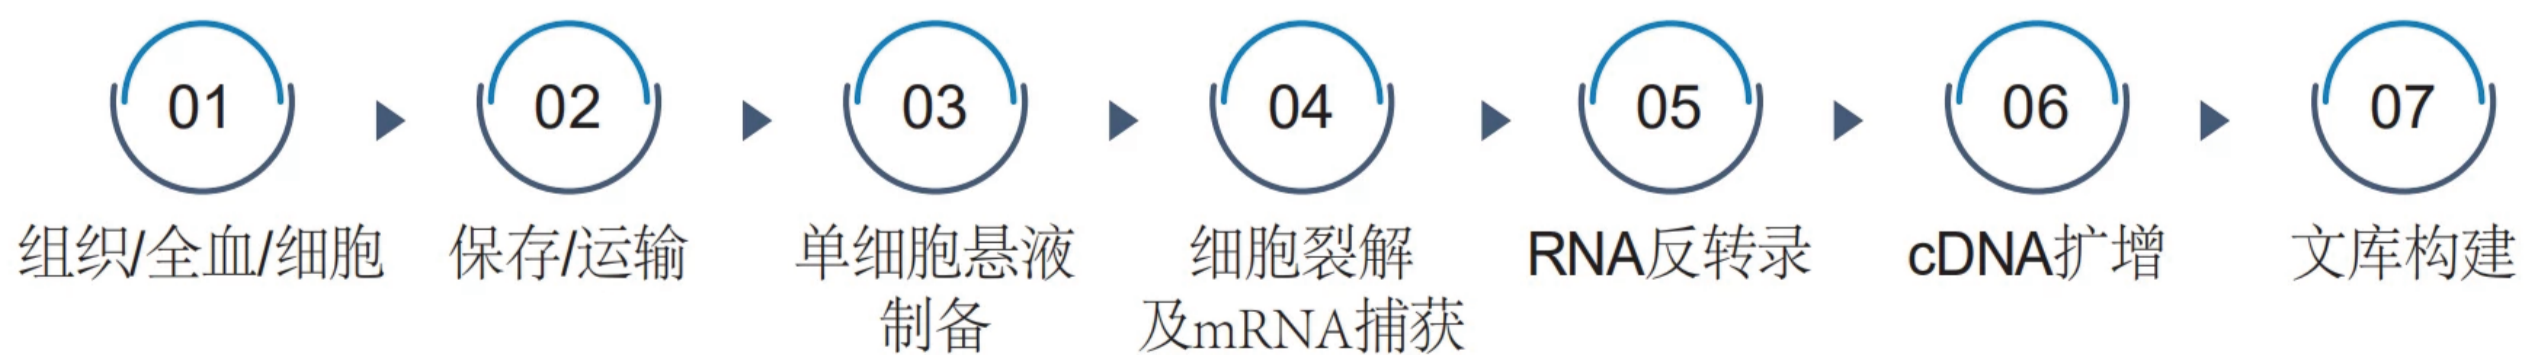 01
02
03
04
05
06
07
组织/全血/细胞
保存/运输
单细胞悬液
制备
细胞裂解
及mRNA捕获
RNA反转录
cDNA扩增
文库构建